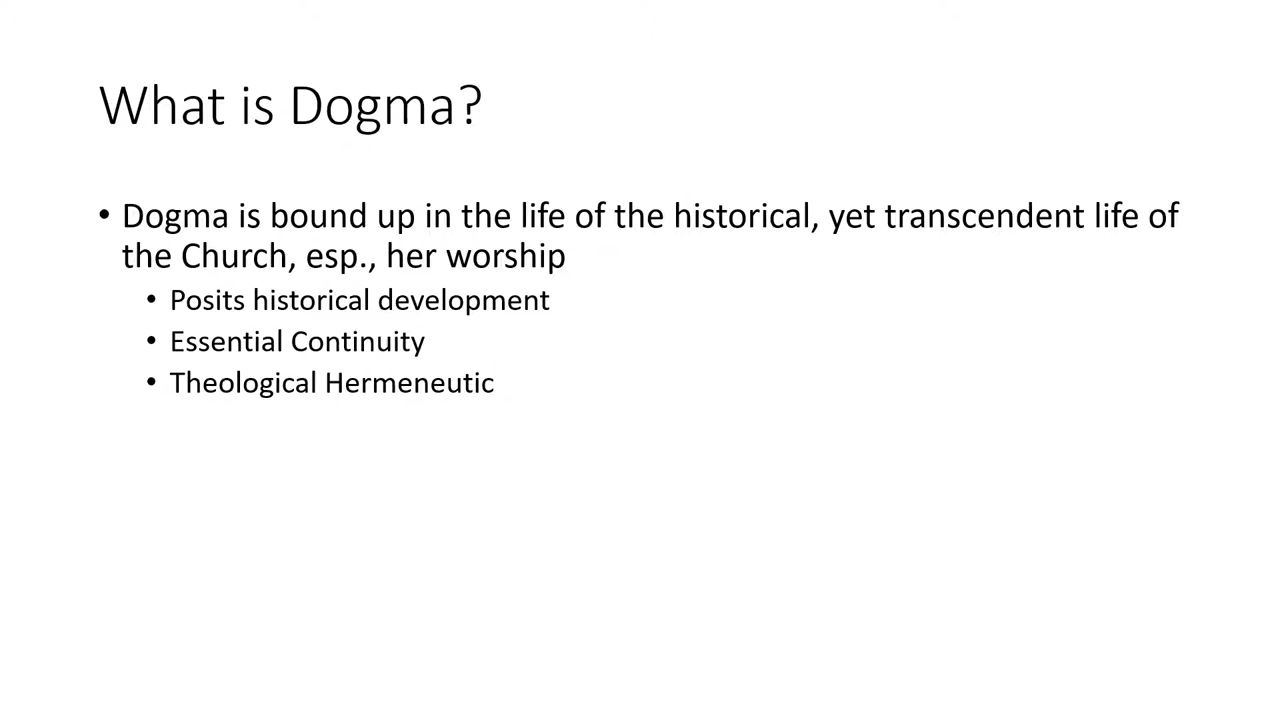 What is Dogma?
• Dogma is bound up in the life of the historical, yet transcendent life of
the Church, esp., her worship
• Posits historical development
• Essential Continuity
• Theological Hermeneutic